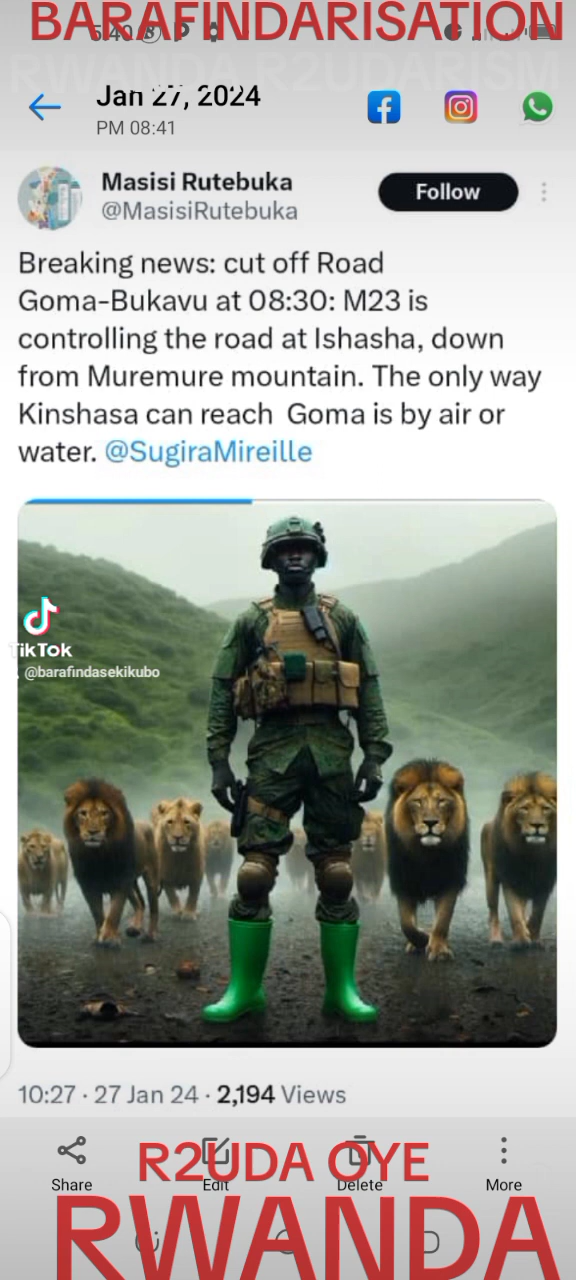 BARAFINDARISATION
5:40
RWANDA R2UDARISM
Jan 27, 2024
PM 08:41
Masisi Rutebuka
@MasisiRutebuka
Follow
Breaking news: cut off Road
Goma-Bukavu at 08:30: M23 is
controlling the road at Ishasha, down
from Muremure mountain. The only way
Kinshasa can reach Goma is by air or
water. @SugiraMireille
TikTok
@barafindasekikubo
10:27 · 27 Jan 24 · 2,194 Views
R2UDA OYE
Share Edit Delete More
RWANDA